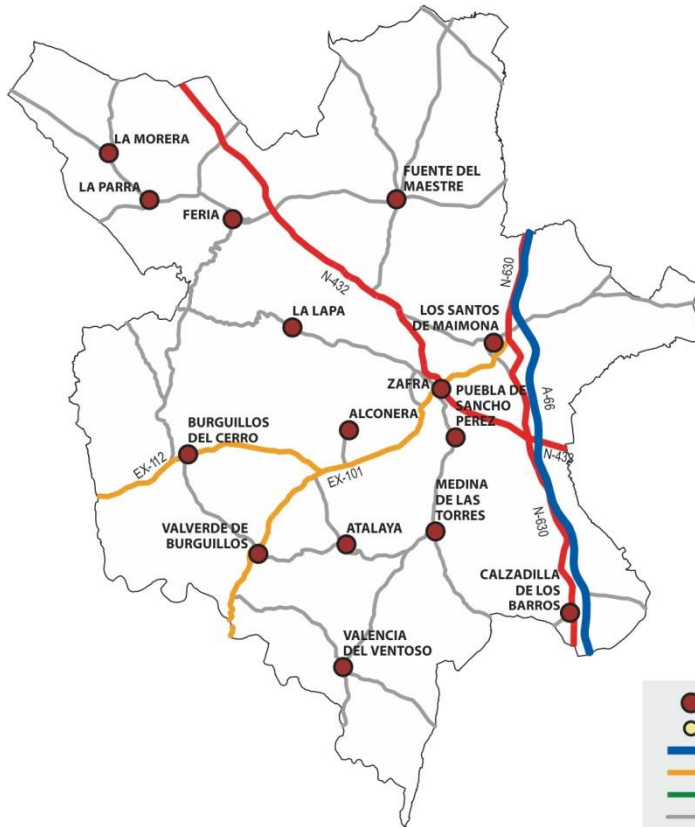 LA MORERA
LA PARRA
FERIA
FUENTE DEL
MAESTRE
N-432
N-630
LA LAPA
LOS SANTOS
DE MAIMONA
A-66
ZAFRA
PUEBLA DE
SANCHO
PEREZ
ALCONERA
BURGUILLOS
DEL CERRO
N-432
EX-112
EX-101
MEDINA
DE LAS
TORRES
N-630
VALVERDE DE
BURGUILLOS
ATALAYA
CALZADILLA
DE LOS
BARROS
VALENCIA
DEL VENTOSO